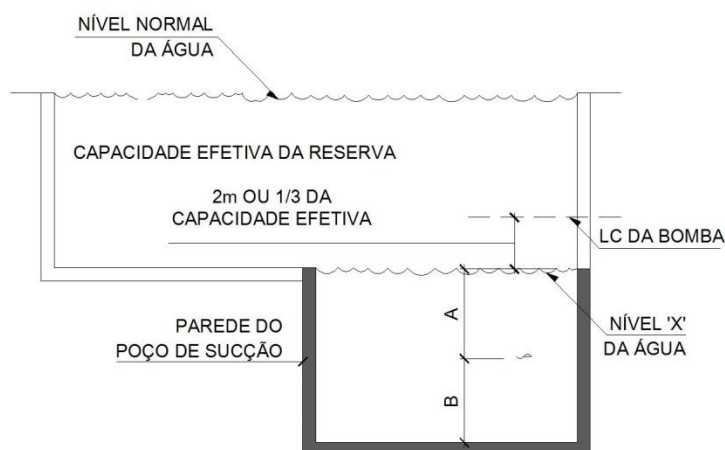 NÍVEL NORMAL
DA ÁGUA
CAPACIDADE EFETIVA DA RESERVA
2m OU 1/3 DA
CAPACIDADE EFETIVA
LC DA BOMBA
A
PAREDE DO
POÇO DE SUCÇÃO
NÍVEL 'X'
DA ÁGUA
B